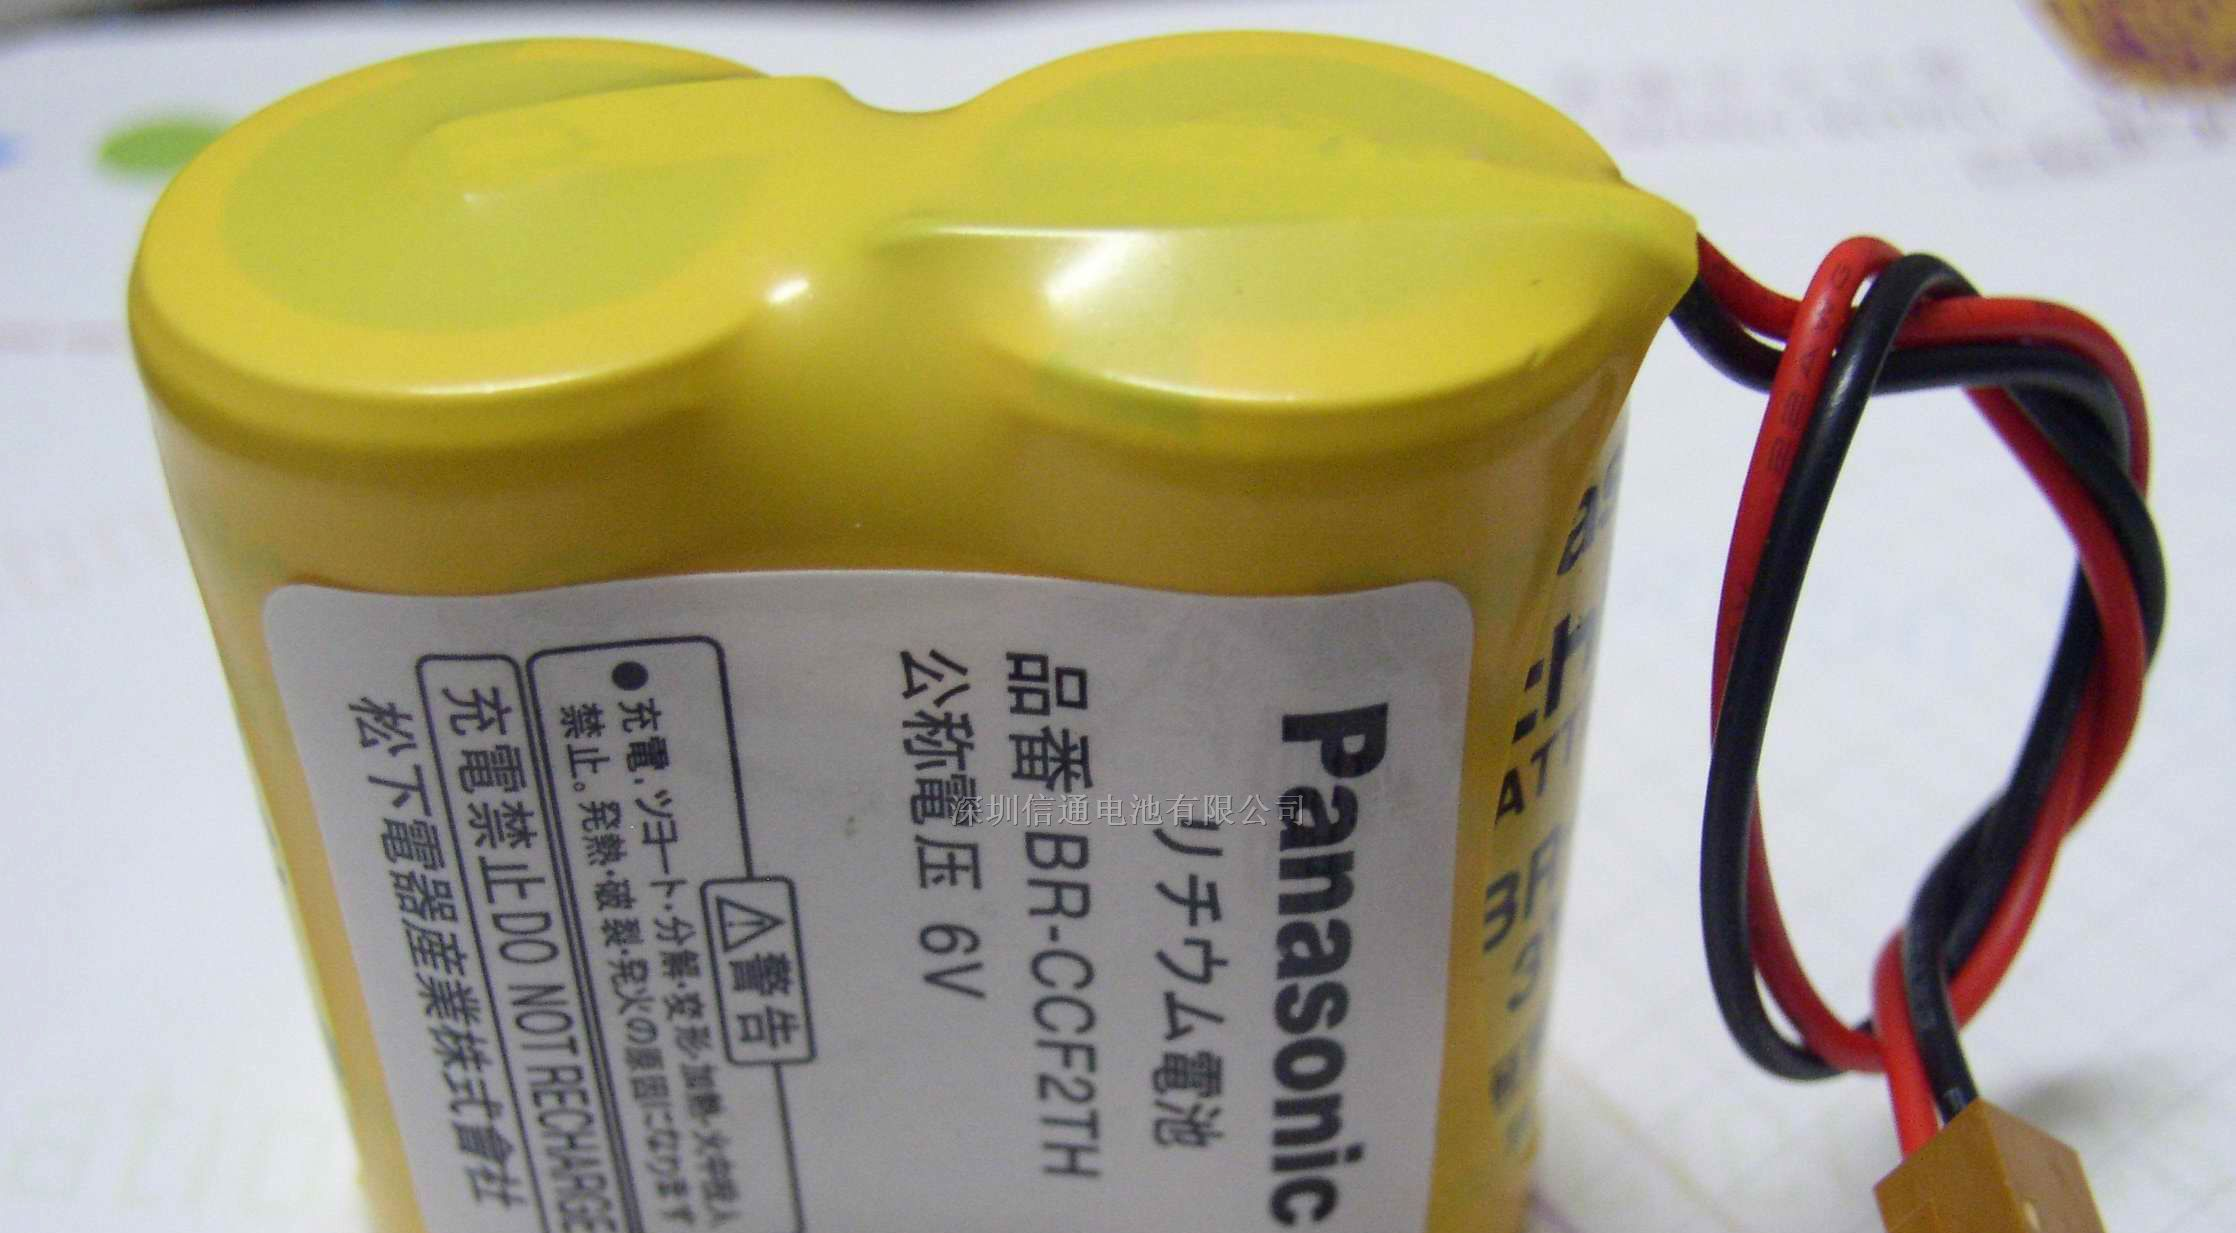 Panasonic
リチウム電池
品番 BR-CCF2TH
公称電圧 6V
⚠警告
●充電・ショート・分解・変形・加熱・火中投入
禁止。発熱・破裂・発火の原因になります
充電禁止DO NOT RECHARGE
松下電器産業株式會社
深圳信通电池有限公司